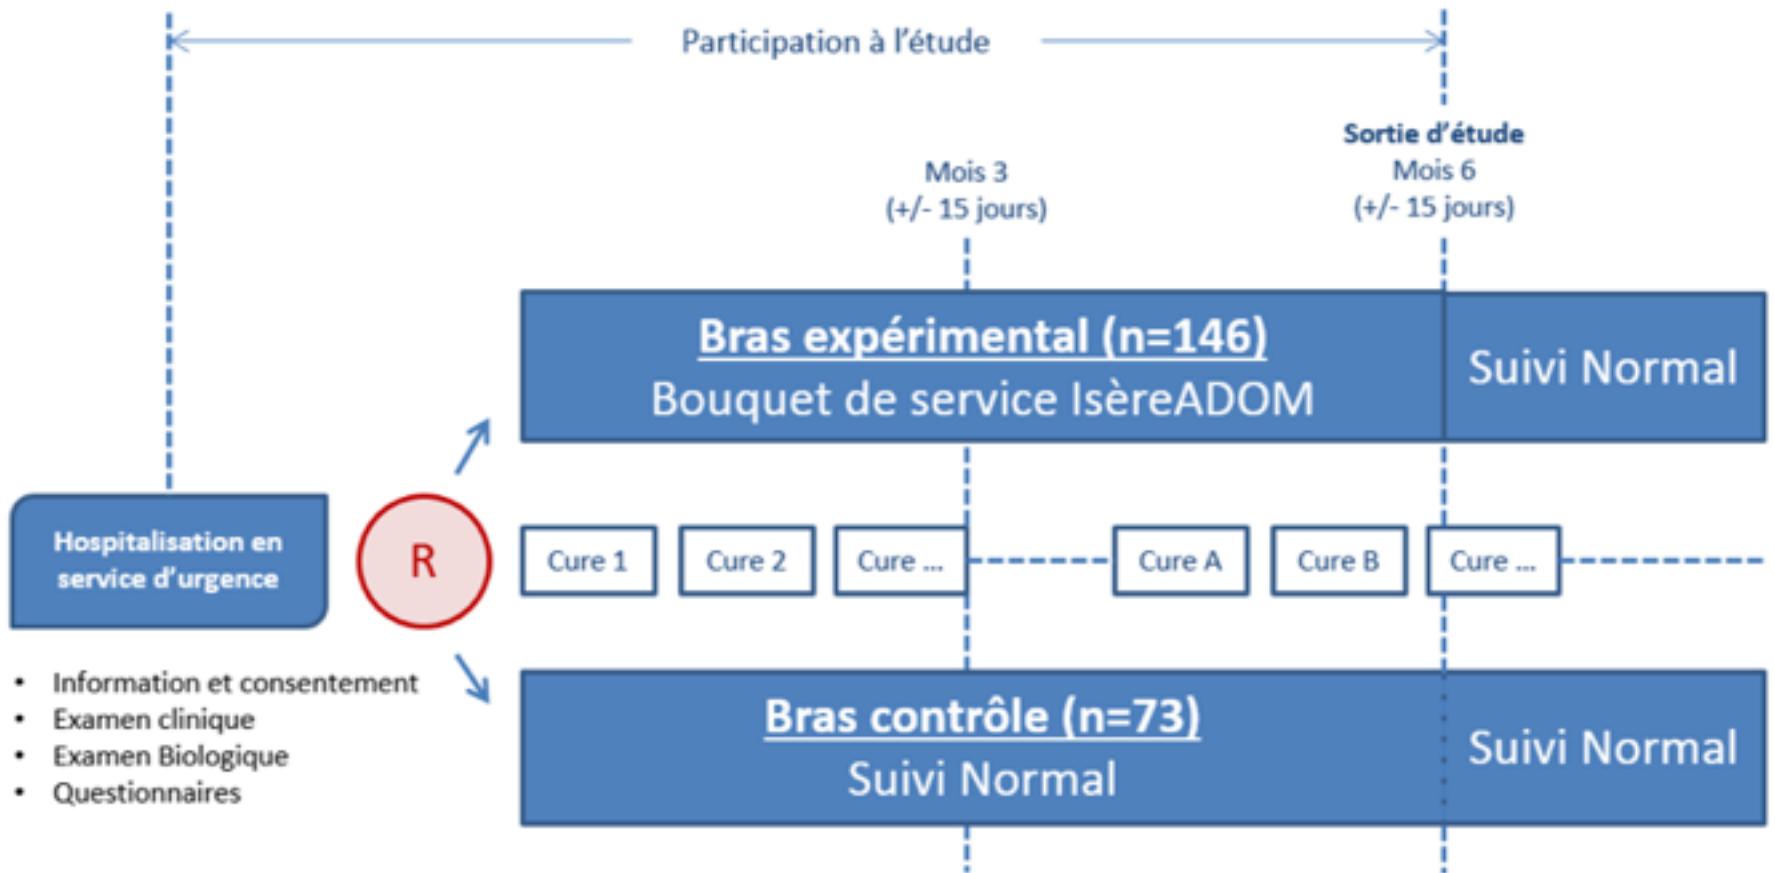 Participation à l'étude
Sortie d'étude
Mois 6
(+/- 15 jours)
Mois 3
(+/- 15 jours)
Bras expérimental (n=146)
Bouquet de service IsèreADOM
Suivi Normal
Hospitalisation en
service d'urgence
R
Cure 1
Cure 2
Cure ...
Cure A
Cure B
Cure ...
• Information et consentement
• Examen clinique
• Examen Biologique
• Questionnaires
Bras contrôle (n=73)
Suivi Normal
Suivi Normal